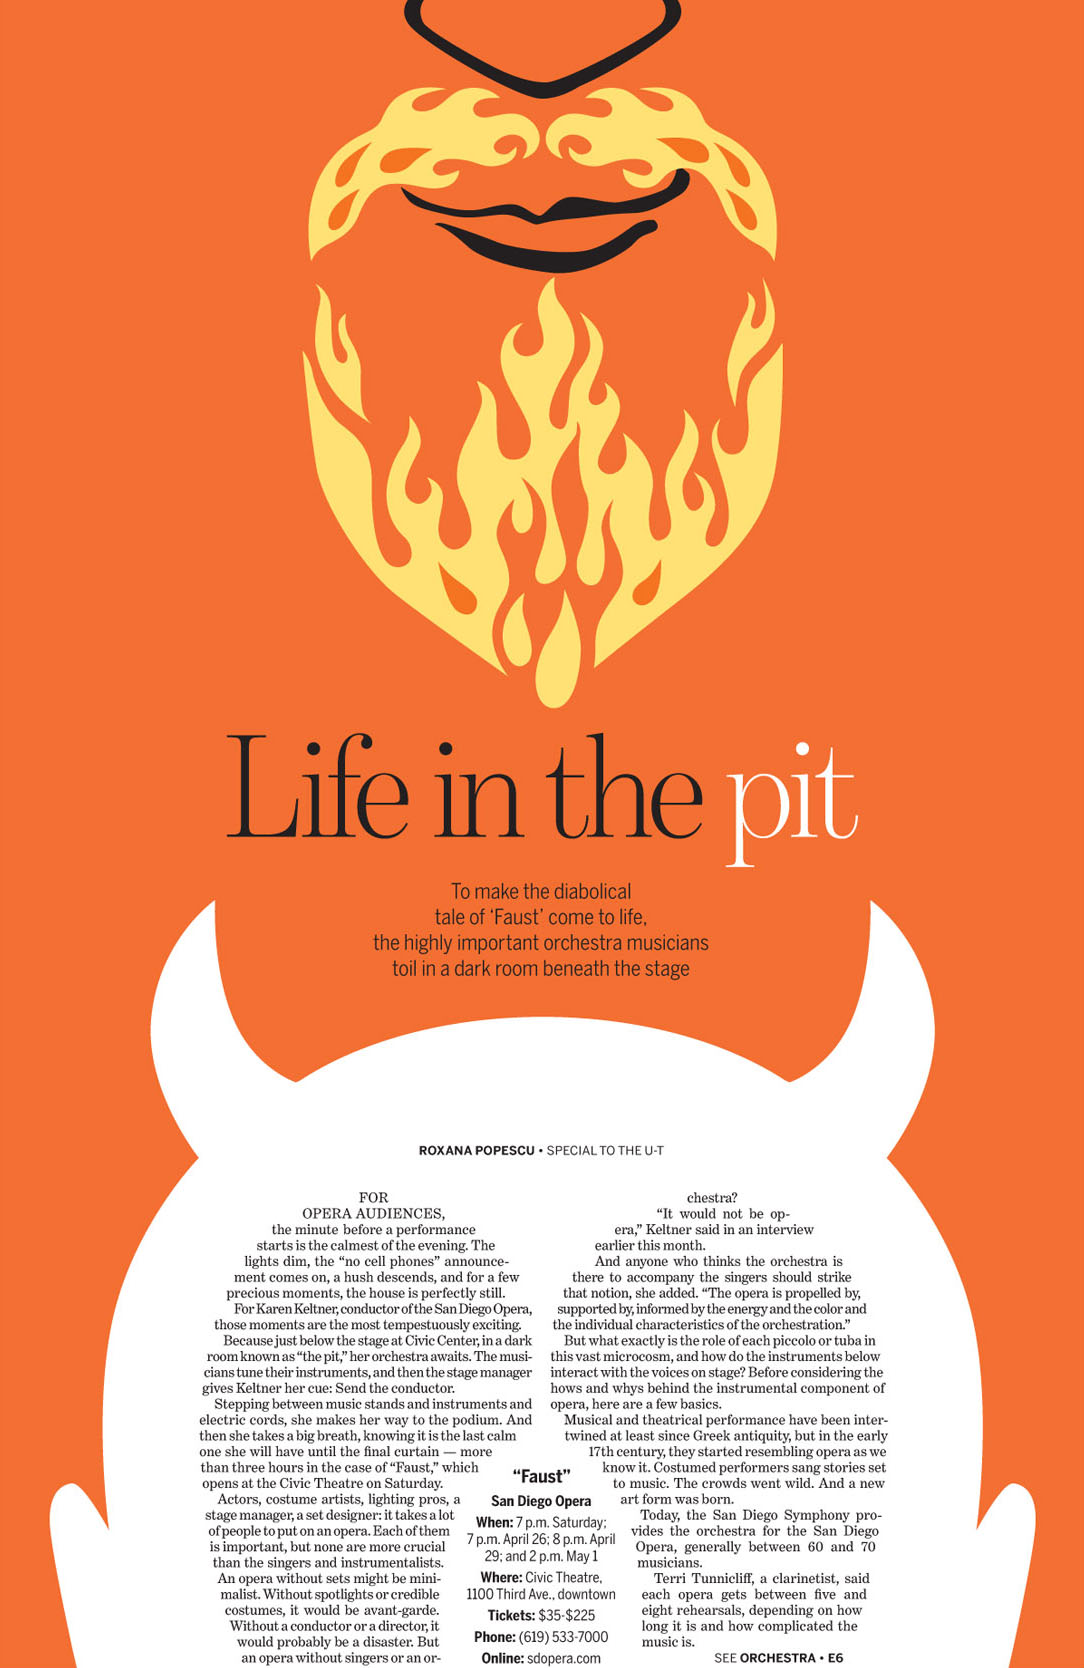 Life in the pit
To make the diabolical
tale of ‘Faust’ come to life,
the highly important orchestra musicians
toil in a dark room beneath the stage
ROXANA POPESCU • SPECIAL TO THE U-T
FOR
OPERA AUDIENCES,
the minute before a performance
starts is the calmest of the evening. The
lights dim, the “no cell phones” announce-
ment comes on, a hush descends, and for a few
precious moments, the house is perfectly still.
For Karen Keltner, conductor of the San Diego Opera,
those moments are the most tempestuously exciting.
Because just below the stage at Civic Center, in a dark
room known as “the pit,” her orchestra awaits. The musi-
cians tune their instruments, and then the stage manager
gives Keltner her cue: Send the conductor.
Stepping between music stands and instruments and
electric cords, she makes her way to the podium. And
then she takes a big breath, knowing it is the last calm
one she will have until the final curtain — more
than three hours in the case of “Faust,” which
opens at the Civic Theatre on Saturday.
Actors, costume artists, lighting pros, a
stage manager, a set designer: it takes a lot
of people to put on an opera. Each of them
is important, but none are more crucial
than the singers and instrumentalists.
An opera without sets might be mini-
malist. Without spotlights or credible
costumes, it would be avant-garde.
Without a conductor or a director, it
would probably be a disaster. But
an opera without singers or an or-
chestra?
“It would not be op-
era,” Keltner said in an interview
earlier this month.
And anyone who thinks the orchestra is
there to accompany the singers should strike
that notion, she added. “The opera is propelled by,
supported by, informed by the energy and the color and
the individual characteristics of the orchestration.”
But what exactly is the role of each piccolo or tuba in
this vast microcosm, and how do the instruments below
interact with the voices on stage? Before considering the
hows and whys behind the instrumental component of
opera, here are a few basics.
Musical and theatrical performance have been inter-
twined at least since Greek antiquity, but in the early
17th century, they started resembling opera as we
know it. Costumed performers sang stories set
to music. The crowds went wild. And a new
art form was born.
Today, the San Diego Symphony pro-
vides the orchestra for the San Diego
Opera, generally between 60 and 70
musicians.
Terri Tunnicliff, a clarinetist, said
each opera gets between five and
eight rehearsals, depending on how
long it is and how complicated the
music is.
SEE ORCHESTRA • E6
“Faust”
San Diego Opera
When: 7 p.m. Saturday;
7 p.m. April 26; 8 p.m. April
29; and 2 p.m. May 1
Where: Civic Theatre,
1100 Third Ave., downtown
Tickets: $35-$225
Phone: (619) 533-7000
Online: sdopera.com